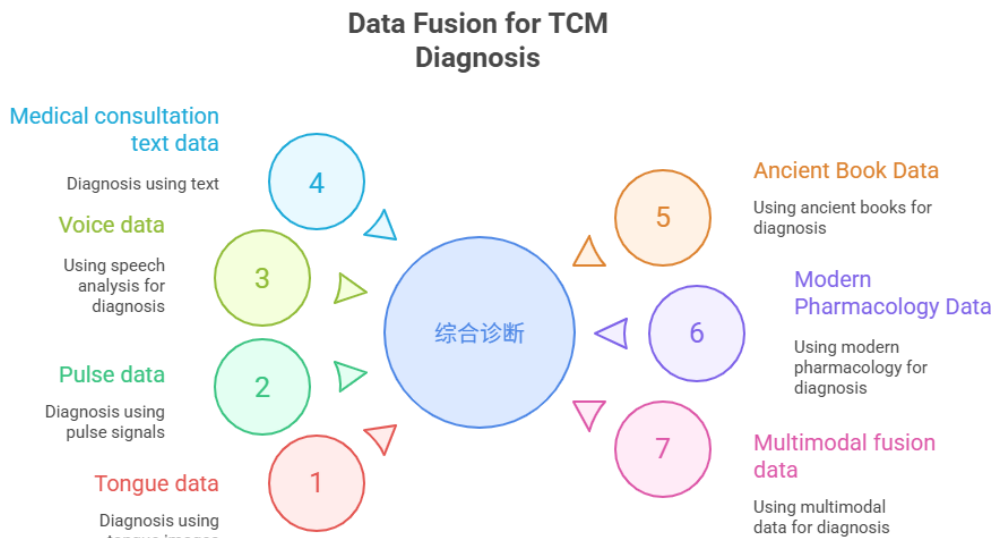 Data Fusion for TCM
Diagnosis
Medical consultation
text data
Diagnosis using text
4
Voice data
Using speech
analysis for
diagnosis
3
Pulse data
Diagnosis using
pulse signals
2
Tongue data
Diagnosis using
tongue images
1
综合诊断
5
Ancient Book Data
Using ancient books for
diagnosis
6
Modern
Pharmacology Data
Using modern
pharmacology for
diagnosis
7
Multimodal fusion
data
Using multimodal
data for diagnosis